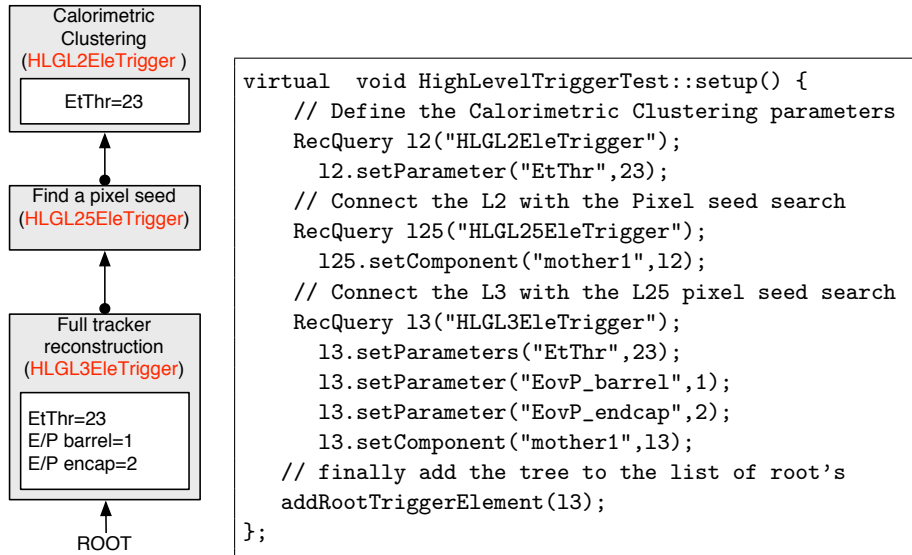 Calorimetric
Clustering
(HLGL2EleTrigger )
EtThr=23
Find a pixel seed
(HLGL25EleTrigger)
Full tracker
reconstruction
(HLGL3EleTrigger)
EtThr=23
E/P barrel=1
E/P encap=2
ROOT
virtual  void HighLevelTriggerTest::setup() {
// Define the Calorimetric Clustering parameters
RecQuery l2("HLGL2EleTrigger");
l2.setParameter("EtThr",23);
// Connect the L2 with the Pixel seed search
RecQuery l25("HLGL25EleTrigger");
l25.setComponent("mother1",l2);
// Connect the L3 with the L25 pixel seed search
RecQuery l3("HLGL3EleTrigger");
l3.setParameters("EtThr",23);
l3.setParameter("EovP_barrel",1);
l3.setParameter("EovP_endcap",2);
l3.setComponent("mother1",l3);
// finally add the tree to the list of root's
addRootTriggerElement(l3);
};